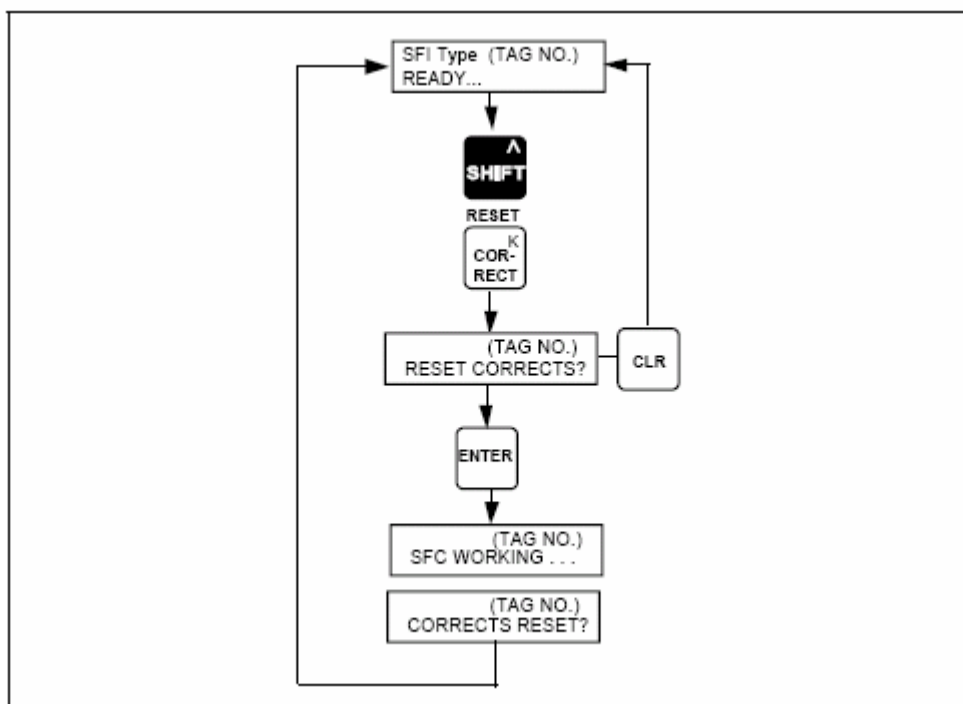 SFI Type (TAG NO.)
READY...
^
SHIFT
RESET
K
COR-
RECT
(TAG NO.)
RESET CORRECTS?
CLR
ENTER
(TAG NO.)
SFC WORKING . . .
(TAG NO.)
CORRECTS RESET?